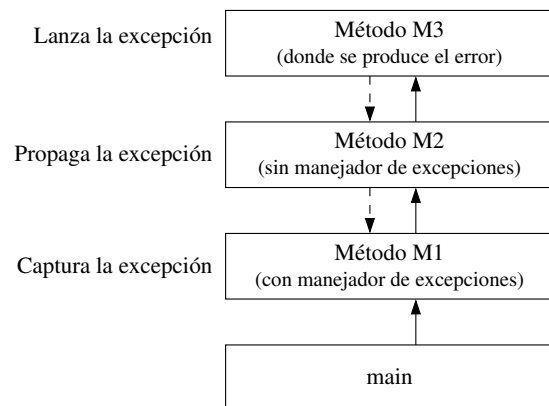 Lanza la excepción
Método M3
(donde se produce el error)
Propaga la excepción
Método M2
(sin manejador de excepciones)
Captura la excepción
Método M1
(con manejador de excepciones)
main